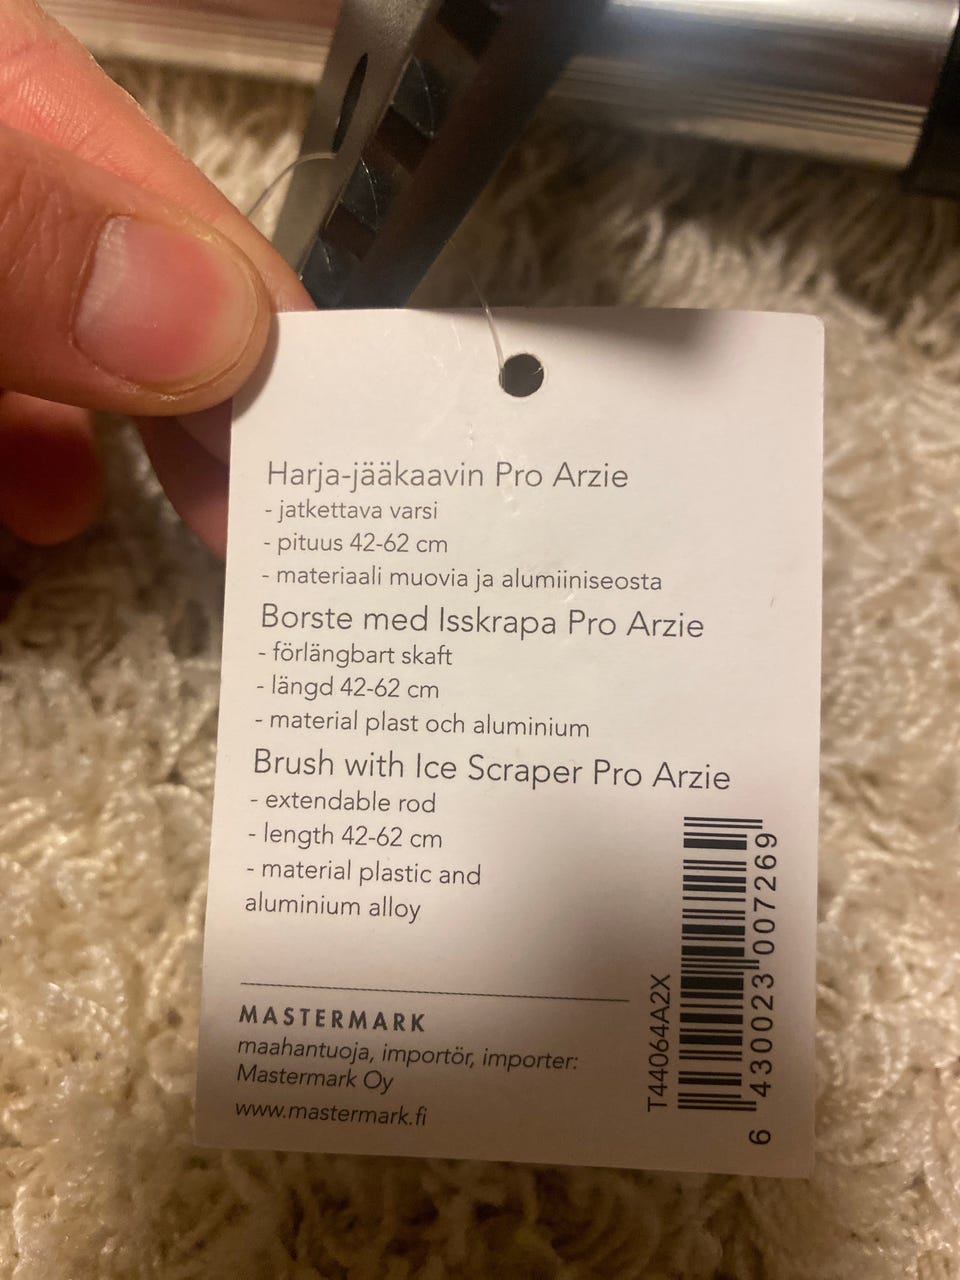 Harja-jääkaavin Pro Arzie
- jatkettava varsi
- pituus 42-62 cm
- materiaali muovia ja alumiiniseosta
Borste med Isskrapa Pro Arzie
- förlängbart skaft
- längd 42-62 cm
- material plast och aluminium
Brush with Ice Scraper Pro Arzie
- extendable rod
- length 42-62 cm
- material plastic and
aluminium alloy
MASTERMARK
maahantuoja, importör, importer:
Mastermark Oy
www.mastermark.fi
T44064A2X
6 430023 007269